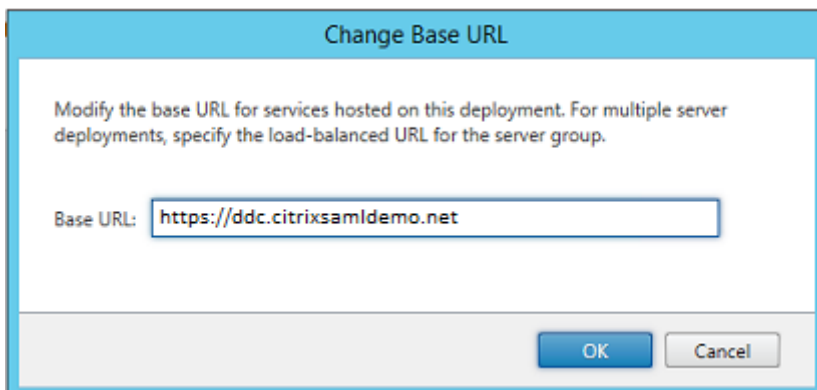 Change Base URL
Modify the base URL for services hosted on this deployment. For multiple server
deployments, specify the load-balanced URL for the server group.
Base URL: https://ddc.citrixsamldemo.net
OK Cancel